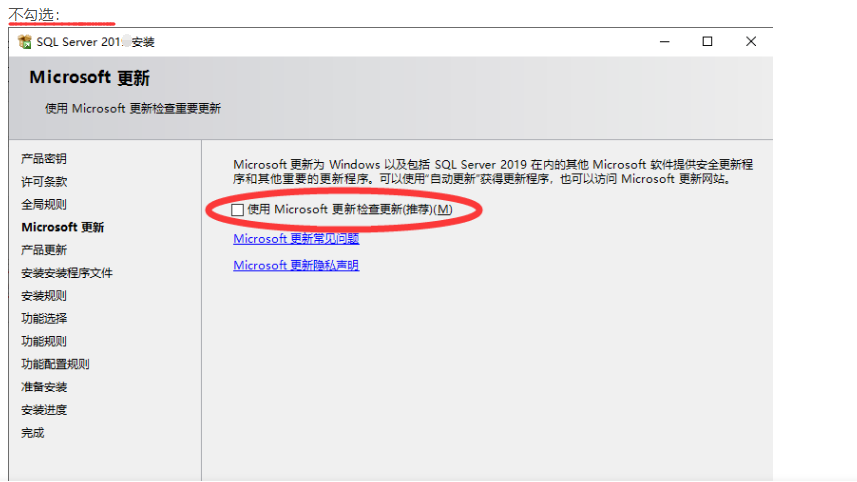 不勾选：
SQL Server 201 安装
Microsoft 更新
使用 Microsoft 更新检查重要更新
产品密钥
许可条款
全局规则
Microsoft 更新
产品更新
安装安装程序文件
安装规则
功能选择
功能规则
功能配置规则
准备安装
安装进度
完成
Microsoft 更新为 Windows 以及包括 SQL Server 2019 在内的其他 Microsoft 软件提供安全更新程
序和其他重要的更新程序。可以使用“自动更新”获得更新程序，也可以访问 Microsoft 更新网站。
使用 Microsoft 更新检查更新(推荐)(M)
Microsoft 更新常见问题
Microsoft 更新隐私声明